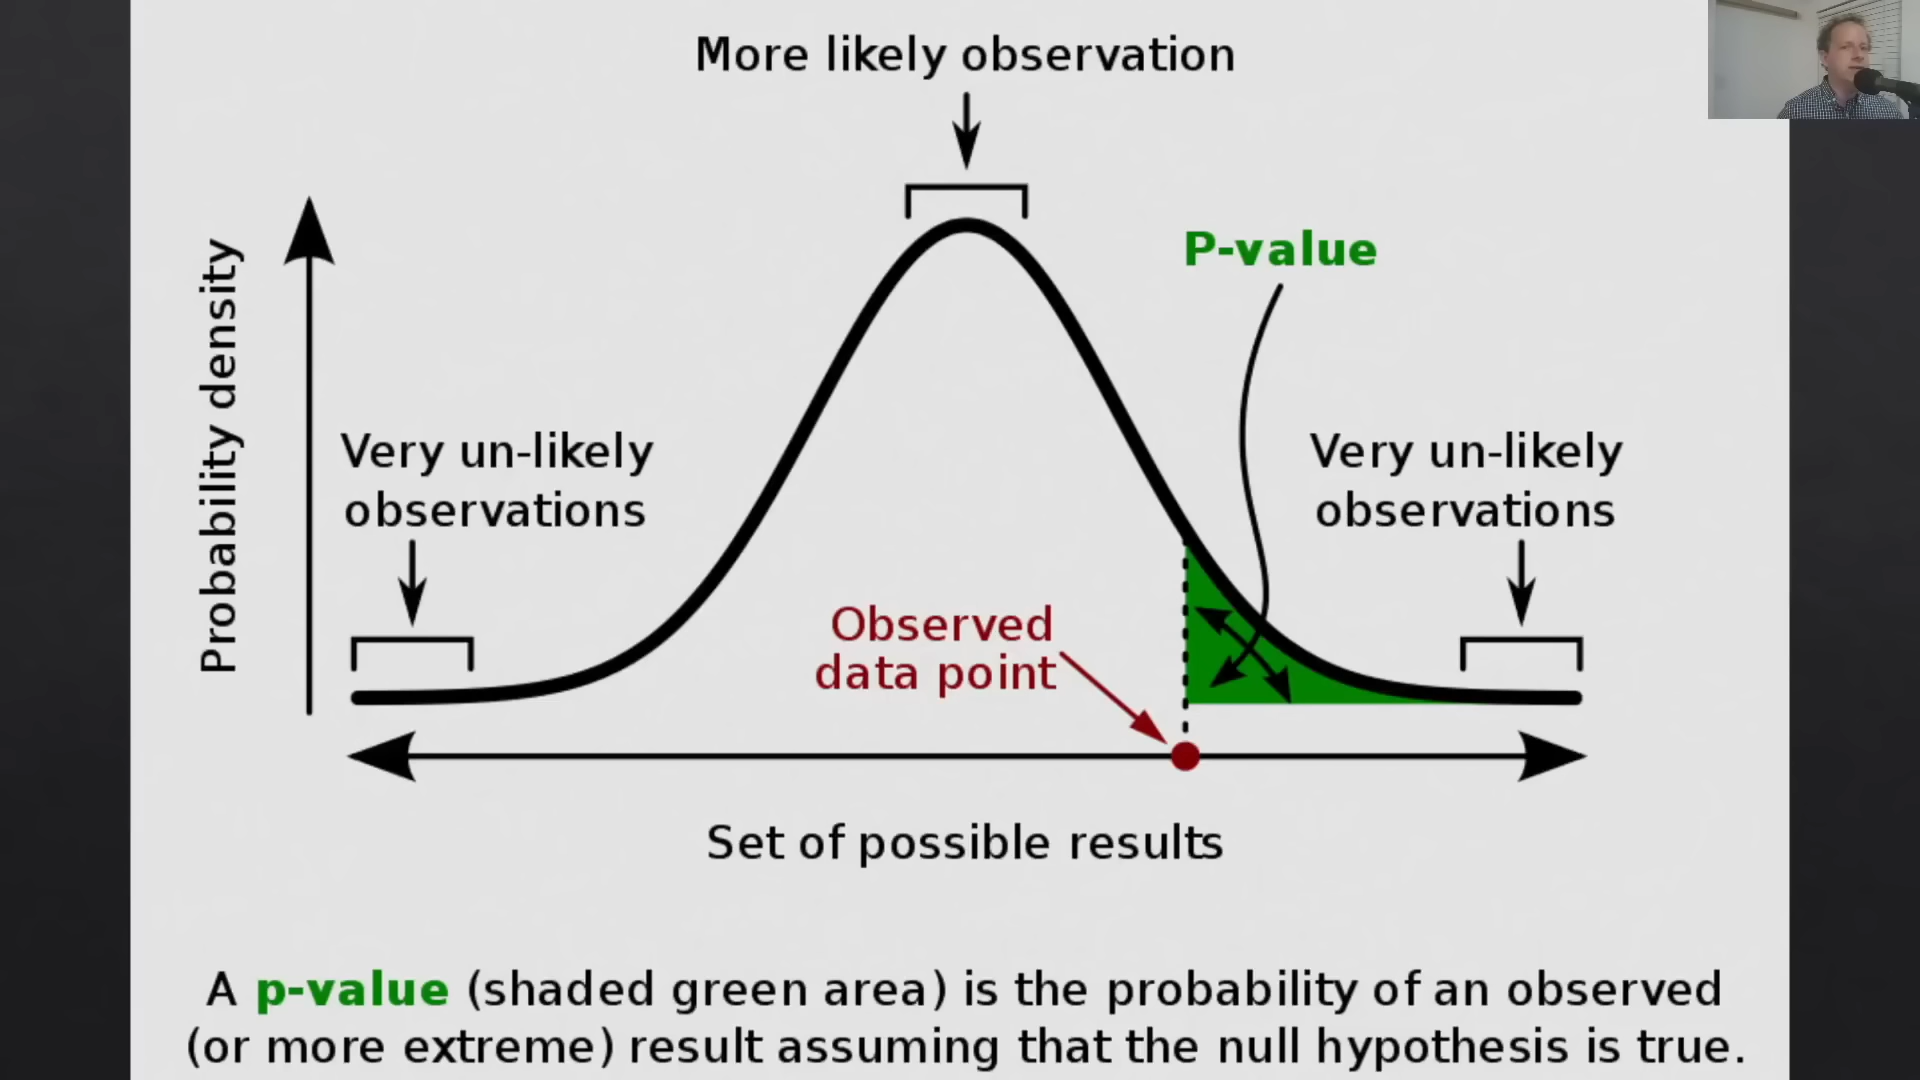 More likely observation
P-value
Probability density
Very un-likely
observations
Very un-likely
observations
Observed
data point
Set of possible results
A p-value (shaded green area) is the probability of an observed
(or more extreme) result assuming that the null hypothesis is true.